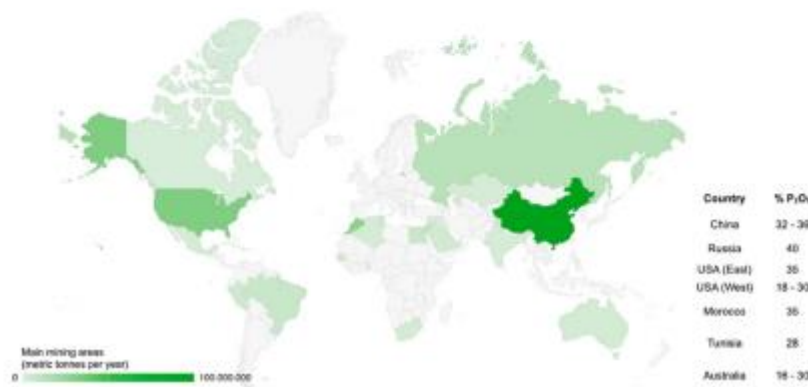 Country % P₂O₅
China 32 - 36
Russia 40
USA (East) 35
USA (West) 18 - 30
Morocco 35
Tunisia 28
Australia 16 - 30
Main mining areas
(metric tonnes per year)
0 100.000.000